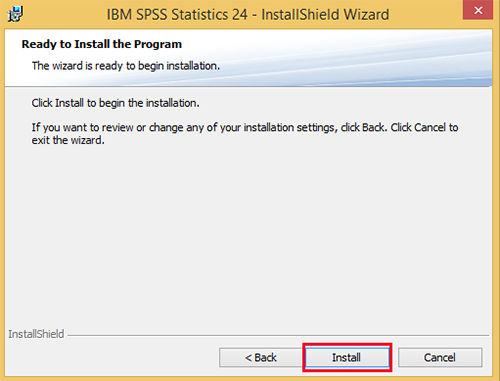 IBM SPSS Statistics 24 - InstallShield Wizard
Ready to Install the Program
The wizard is ready to begin installation.
Click Install to begin the installation.
If you want to review or change any of your installation settings, click Back. Click Cancel to
exit the wizard.
InstallShield
< Back Install Cancel